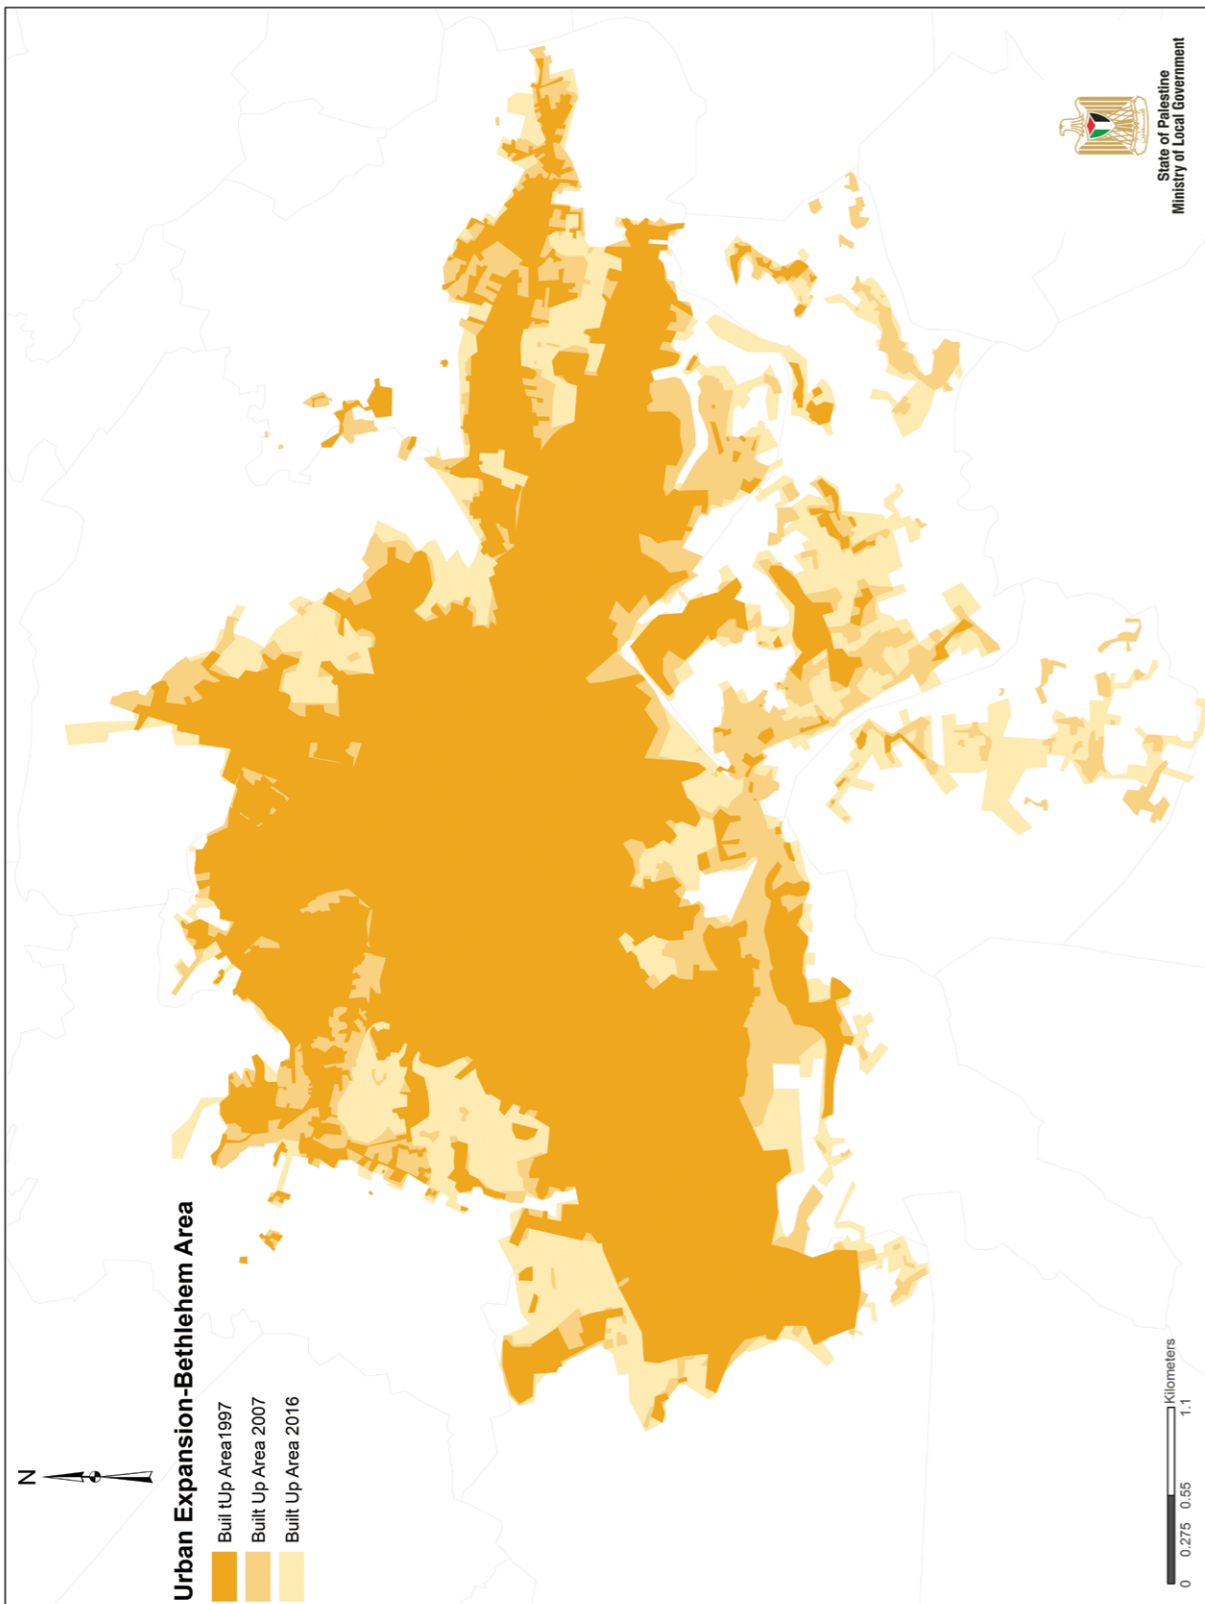 N
Urban Expansion-Bethlehem Area
Buil tUp Area1997
Built Up Area 2007
Built Up Area 2016
0 0.275 0.55 1.1
Kilometers
State of Palestine
Ministry of Local Government